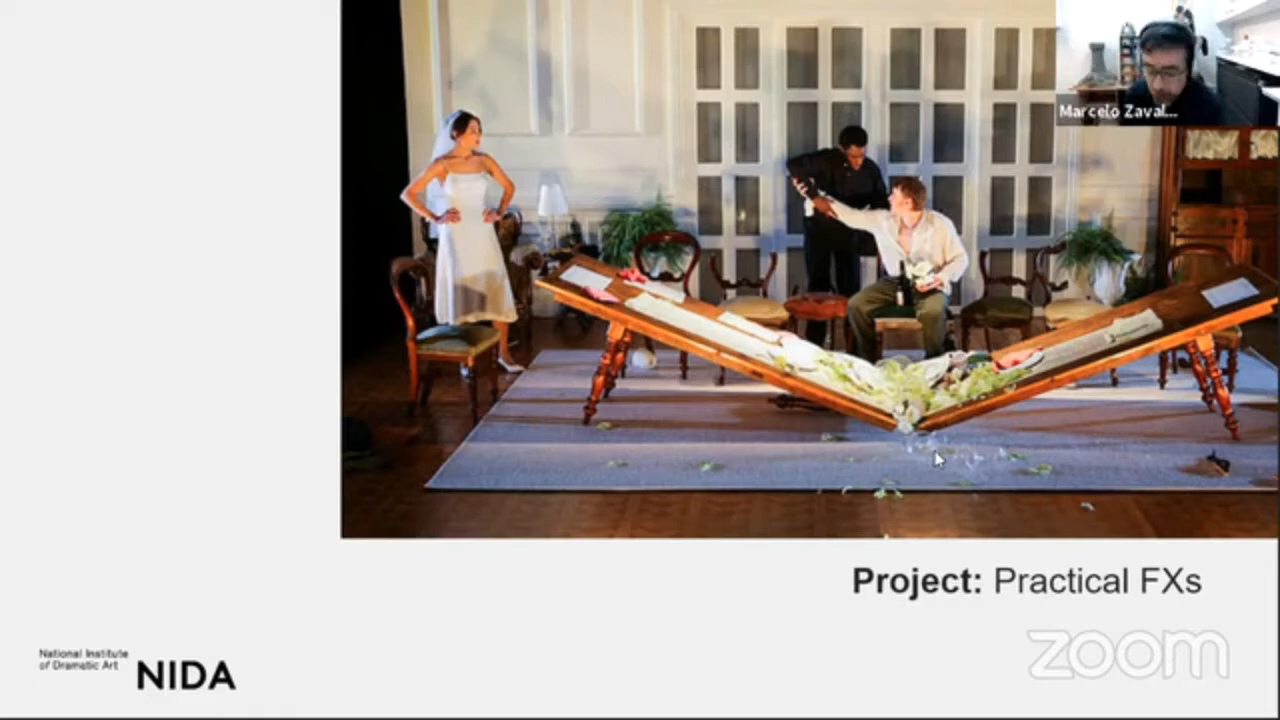 Marcelo Zaval...
Project: Practical FXs
National Institute
of Dramatic Art
NIDA
zoom